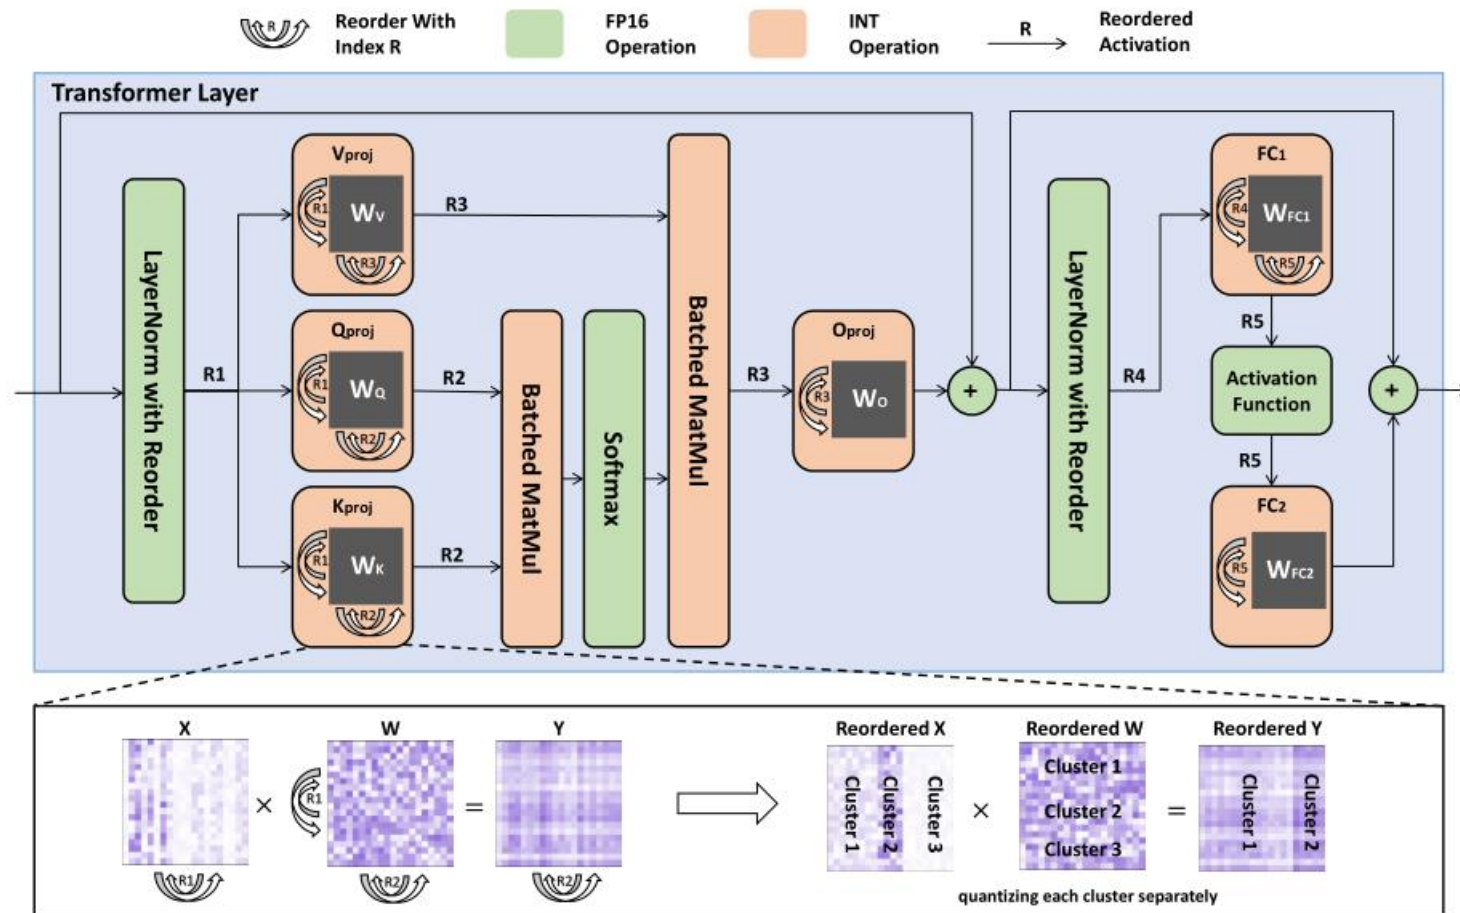 R
Reorder With
Index R
FP16
Operation
INT
Operation
R
Reordered
Activation
Transformer Layer
LayerNorm with Reorder
R1
Vproj
R1
WV
R3
R3
Qproj
R1
WQ
R2
R2
Kproj
R1
WK
R2
R2
Batched MatMul
Softmax
Batched MatMul
R3
Oproj
R3
WO
+
LayerNorm with Reorder
R4
FC1
R4
WFC1
R5
R5
Activation
Function
R5
FC2
R5
WFC2
+
X
R1
×
R1
W
R2
=
Y
R2
Reordered X
Cluster 1
Cluster 2
Cluster 3
×
Reordered W
Cluster 1
Cluster 2
Cluster 3
=
Reordered Y
Cluster 1
Cluster 2
quantizing each cluster separately